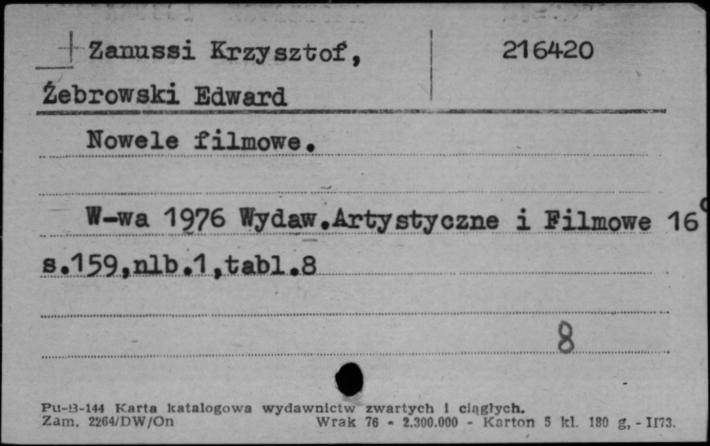 Zanussi Krzysztof, 216420
Żebrowski Edward
Nowele filmowe.
W-wa 1976 Wydaw.Artystyczne i Filmowe 16°
s.159,nlb.1,tabl.8
8
Pu-B-144 Karta katalogowa wydawnictw zwartych i ciągłych.
Zam. 2264/DW/On Wrak 76 - 2.300.000 - Karton 5 kl. 180 g, - II73.